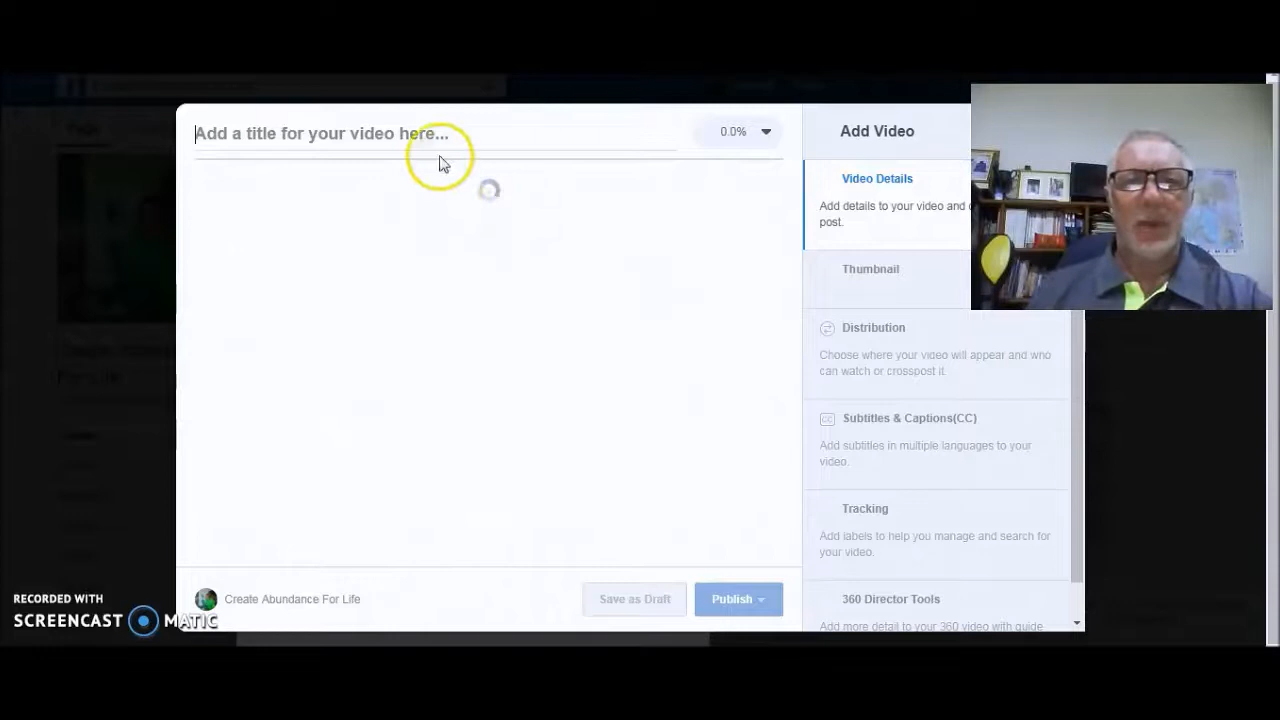 Add a title for your video here...
0.0%
Add Video
Video Details
Add details to your video and
post.
Thumbnail
Distribution
Choose where your video will appear and who
can watch or crosspost it.
CC
Subtitles & Captions(CC)
Add subtitles in multiple languages to your
video.
Tracking
Add labels to help you manage and search for
your video.
360 Director Tools
Add more detail to your 360 video with guide
Create Abundance For Life
Save as Draft
Publish
RECORDED WITH
SCREENCAST MATIC